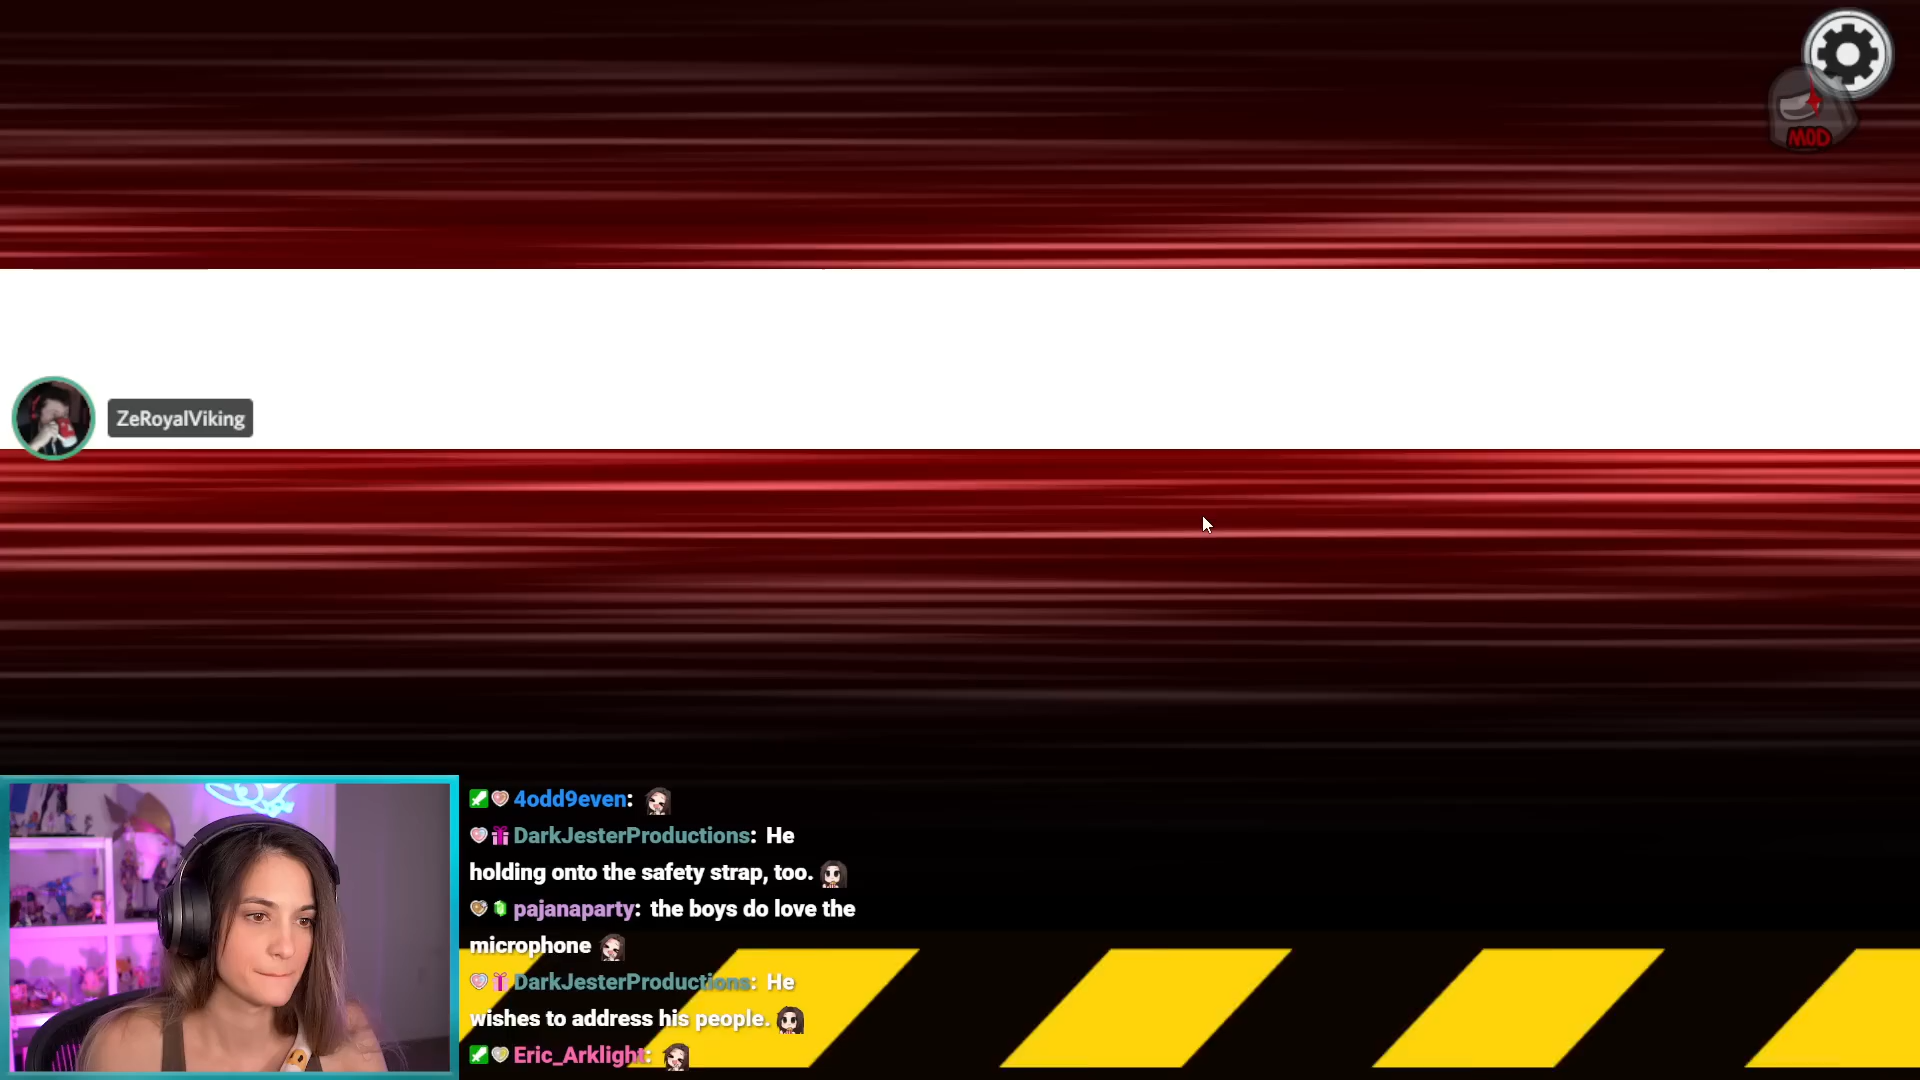 MOD
ZeRoyalViking
4odd9even:
DarkJesterProductions: He
holding onto the safety strap, too.
pajanaparty: the boys do love the
microphone
DarkJesterProductions: He
wishes to address his people.
Eric_Arklight: